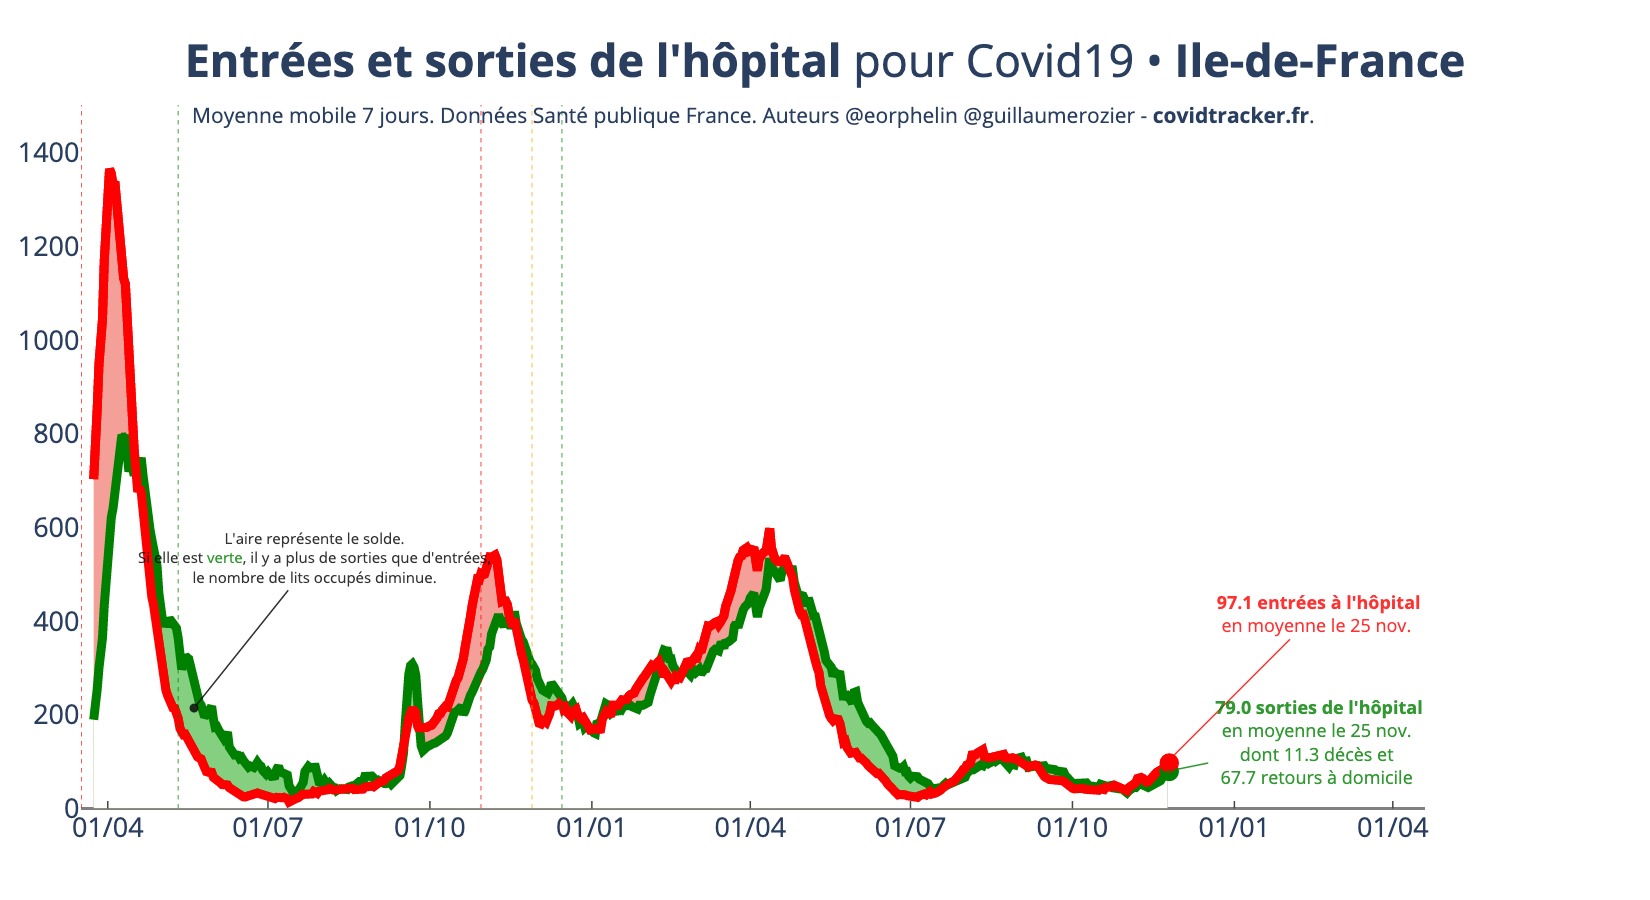 Entrées et sorties de l'hôpital pour Covid19 • Ile-de-France
Moyenne mobile 7 jours. Données Santé publique France. Auteurs @eorphelin @guillaumerozier - covidtracker.fr.
1400
1200
1000
800
600
400
200
0
L'aire représente le solde.
Si elle est verte, il y a plus de sorties que d'entrées,
le nombre de lits occupés diminue.
97.1 entrées à l'hôpital
en moyenne le 25 nov.
79.0 sorties de l'hôpital
en moyenne le 25 nov.
dont 11.3 décès et
67.7 retours à domicile
01/04
01/07
01/10
01/01
01/04
01/07
01/10
01/01
01/04